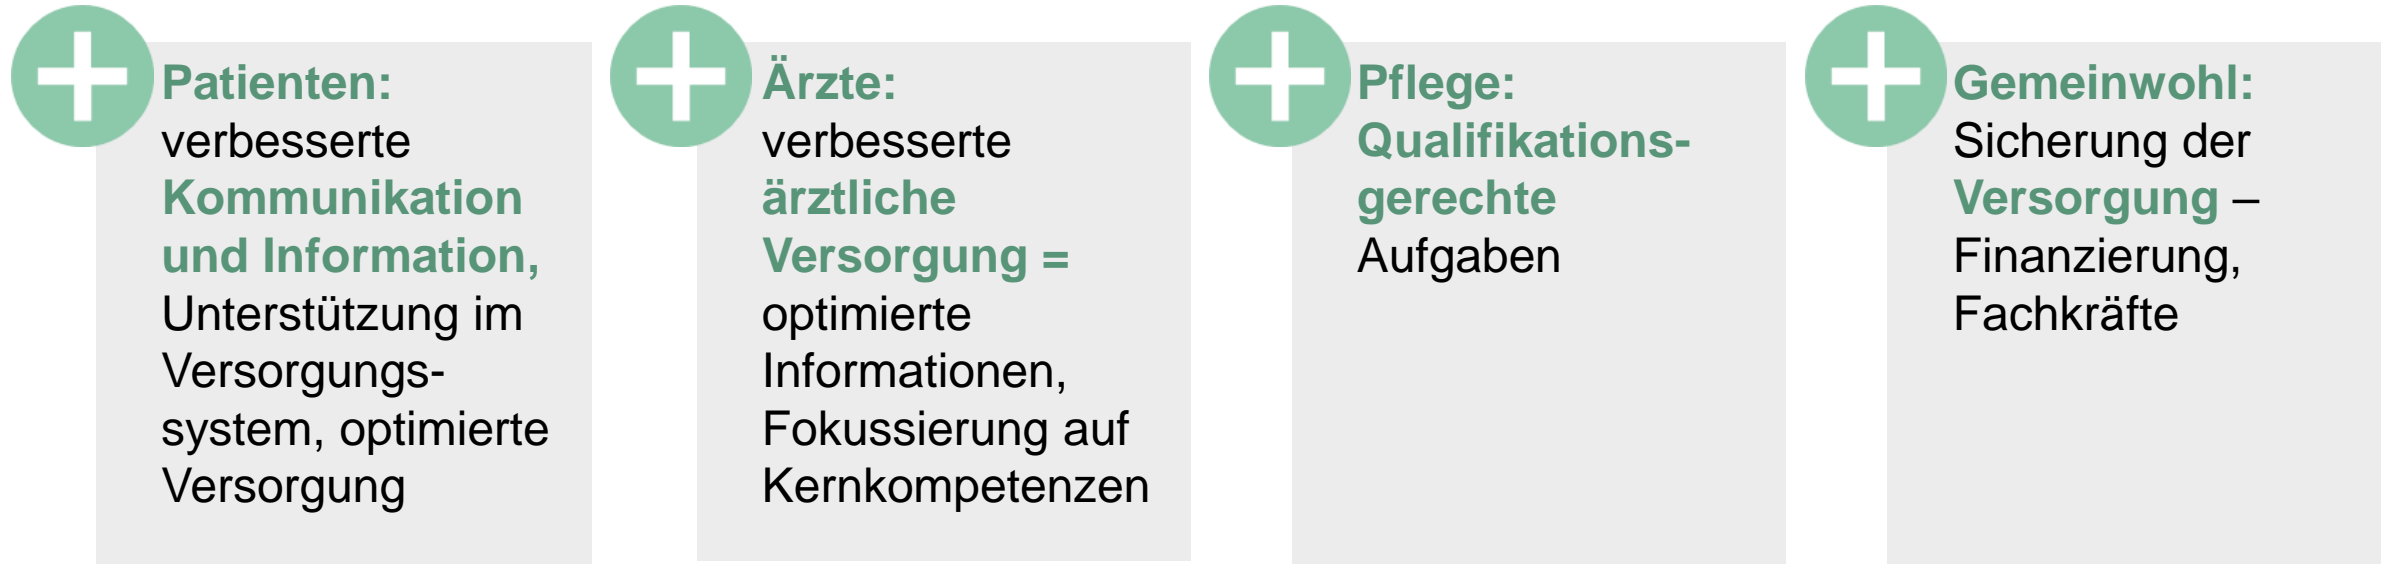 Patienten:
verbesserte
Kommunikation
und Information,
Unterstützung im
Versorgungs-
system, optimierte
Versorgung
Ärzte:
verbesserte
ärztliche
Versorgung =
optimierte
Informationen,
Fokussierung auf
Kernkompetenzen
Pflege:
Qualifikations-
gerechte
Aufgaben
Gemeinwohl:
Sicherung der
Versorgung –
Finanzierung,
Fachkräfte